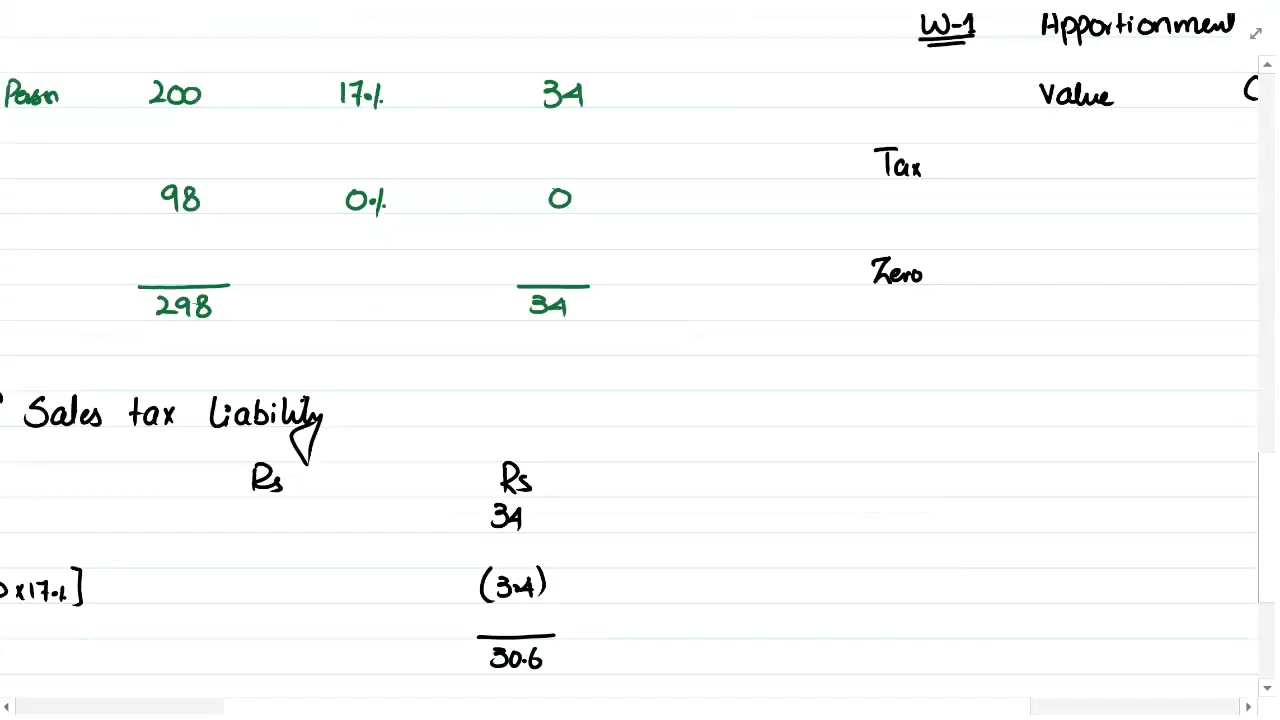 W-1 Apportionment
Person 200 17% 34
Value
Tax
98 0% 0
Zero
298 34
Sales tax Liability
Rs Rs
34
x17%] (3.4)
30.6